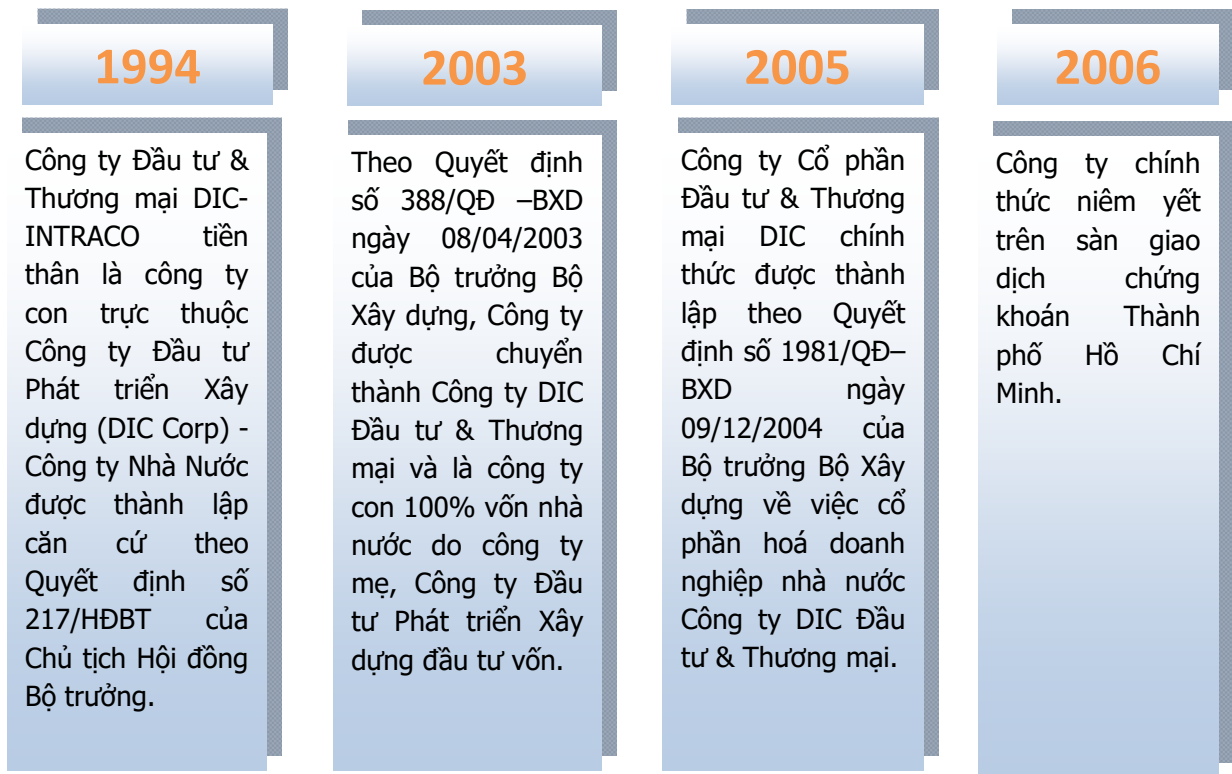 1994
Công ty Đầu tư &
Thương mại DIC-
INTRACO tiền
thân là công ty
con trực thuộc
Công ty Đầu tư
Phát triển Xây
dựng (DIC Corp) -
Công ty Nhà Nước
được thành lập
căn cứ theo
Quyết định số
217/HĐBT của
Chủ tịch Hội đồng
Bộ trưởng.
2003
Theo Quyết định
số 388/QĐ –BXD
ngày 08/04/2003
của Bộ trưởng Bộ
Xây dựng, Công ty
được chuyển
thành Công ty DIC
Đầu tư & Thương
mại và là công ty
con 100% vốn nhà
nước do công ty
mẹ, Công ty Đầu
tư Phát triển Xây
dựng đầu tư vốn.
2005
Công ty Cổ phần
Đầu tư & Thương
mại DIC chính
thức được thành
lập theo Quyết
định số 1981/QĐ–
BXD ngày
09/12/2004 của
Bộ trưởng Bộ Xây
dựng về việc cổ
phần hoá doanh
nghiệp nhà nước
Công ty DIC Đầu
tư & Thương mại.
2006
Công ty chính
thức niêm yết
trên sàn giao
dịch chứng
khoán Thành
phố Hồ Chí
Minh.